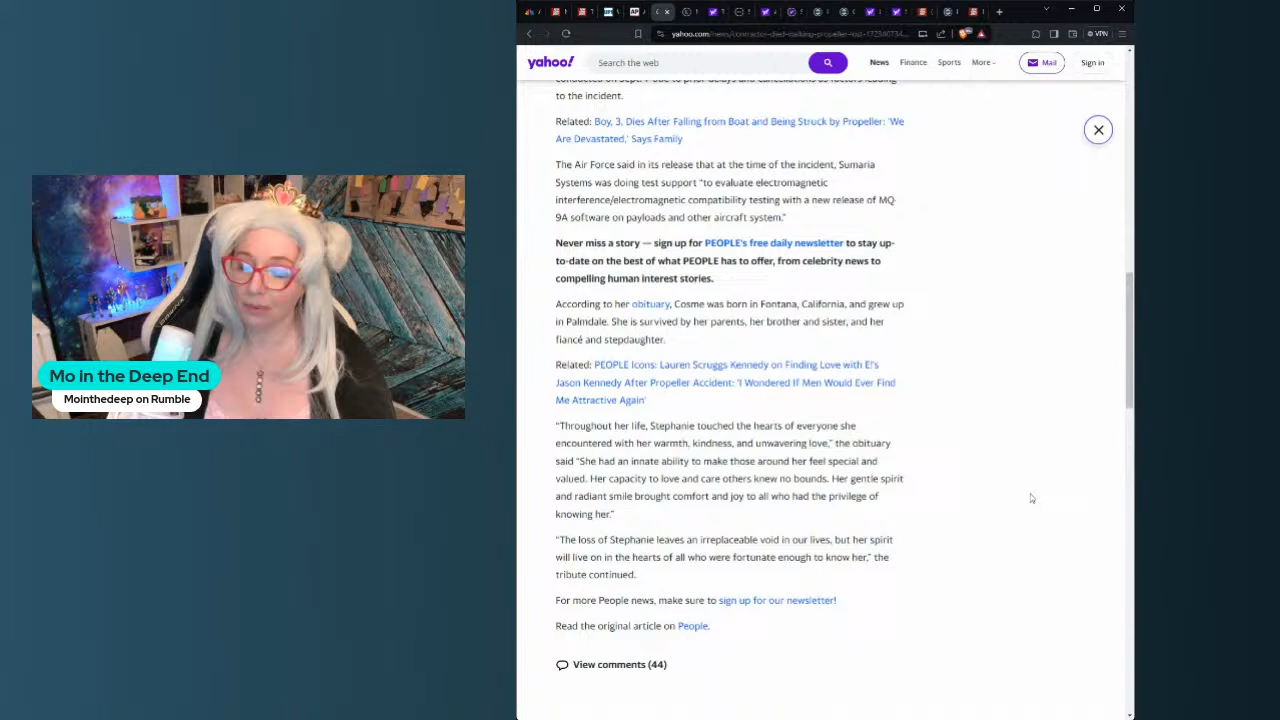 yahoo.com/news/contractor-died-walking-propeller-test-172340734...
VPN
yahoo!
Search the web
News
Finance
Sports
More
Mail
Sign in
to the incident.
Related: Boy, 3, Dies After Falling from Boat and Being Struck by Propeller: 'We
Are Devastated,' Says Family
The Air Force said in its release that at the time of the incident, Sumaria
Systems was doing test support "to evaluate electromagnetic
interference/electromagnetic compatibility testing with a new release of MQ-
9A software on payloads and other aircraft system."
Never miss a story — sign up for PEOPLE's free daily newsletter to stay up-
to-date on the best of what PEOPLE has to offer, from celebrity news to
compelling human interest stories.
According to her obituary, Cosme was born in Fontana, California, and grew up
in Palmdale. She is survived by her parents, her brother and sister, and her
fiancé and stepdaughter.
Related: PEOPLE Icons: Lauren Scruggs Kennedy on Finding Love with E!'s
Jason Kennedy After Propeller Accident: 'I Wondered If Men Would Ever Find
Me Attractive Again'
"Throughout her life, Stephanie touched the hearts of everyone she
encountered with her warmth, kindness, and unwavering love," the obituary
said "She had an innate ability to make those around her feel special and
valued. Her capacity to love and care others knew no bounds. Her gentle spirit
and radiant smile brought comfort and joy to all who had the privilege of
knowing her."
"The loss of Stephanie leaves an irreplaceable void in our lives, but her spirit
will live on in the hearts of all who were fortunate enough to know her," the
tribute continued.
For more People news, make sure to sign up for our newsletter!
Read the original article on People.
View comments (44)
Mo in the Deep End
Mointhedeep on Rumble